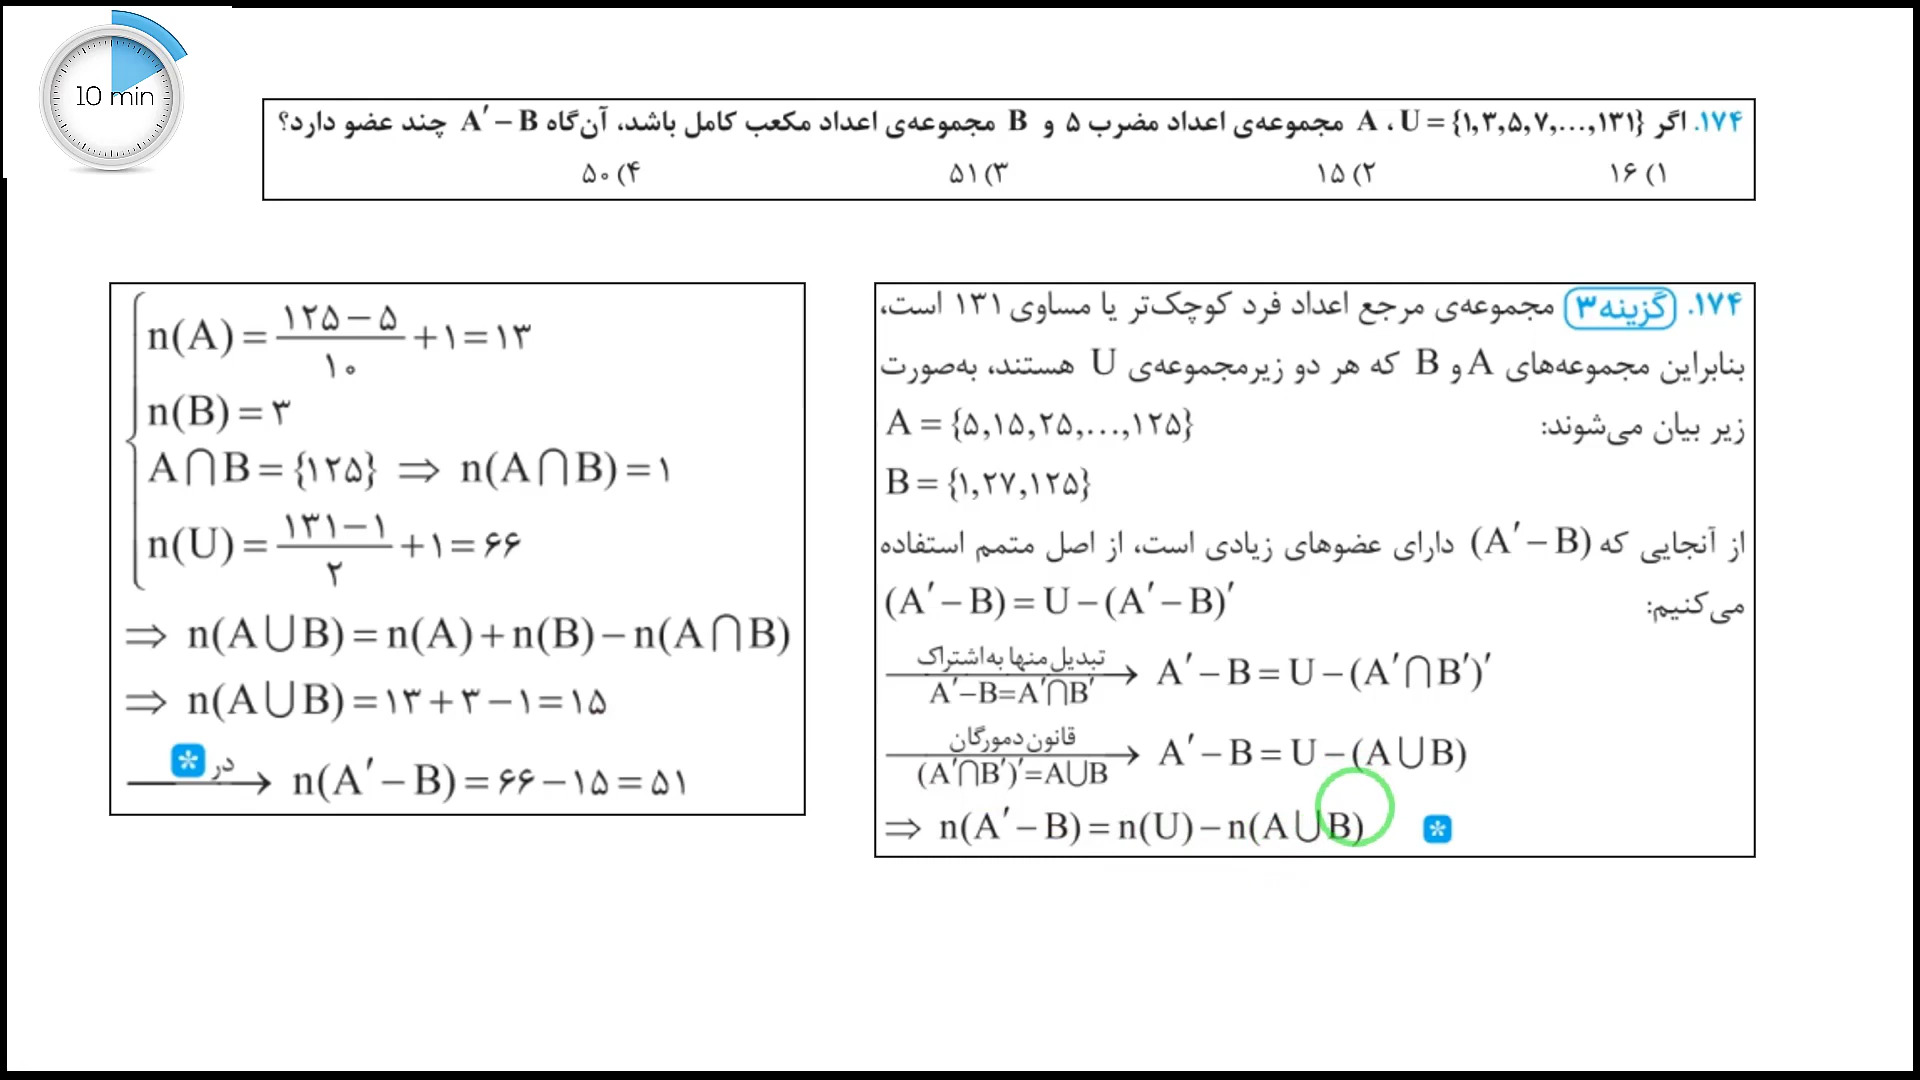 10 min
۱۷۴. اگر U = {۱,۳,۵,۷,...,۱۳۱} ، A مجموعه‌ی اعداد مضرب ۵ و B مجموعه‌ی اعداد مکعب کامل باشد، آن‌گاه A′ − B چند عضو دارد؟
۱) ۱۶ ۲) ۱۵ ۳) ۵۱ ۴) ۵۰
۱۷۴. گزینه ۳ مجموعه‌ی مرجع اعداد فرد کوچک‌تر یا مساوی ۱۳۱ است،
بنابراین مجموعه‌های A و B که هر دو زیرمجموعه‌ی U هستند، به‌صورت
زیر بیان می‌شوند: A = {۵,۱۵,۲۵,...,۱۲۵}
B = {۱,۲۷,۱۲۵}
از آنجایی که (A′ − B) دارای عضوهای زیادی است، از اصل متمم استفاده
می‌کنیم: (A′ − B) = U − (A′ − B)′
تبدیل منها به اشتراک
A′−B=A′∩B′ → A′ − B = U − (A′∩B′)′
قانون دمورگان
(A′∩B′)′=A∪B → A′ − B = U − (A∪B)
⇒ n(A′ − B) = n(U) − n(A∪B) *
n(A) = (۱۲۵ − ۵)/۱۰ + ۱ = ۱۳
n(B) = ۳
A∩B = {۱۲۵} ⇒ n(A∩B) = ۱
n(U) = (۱۳۱ − ۱)/۲ + ۱ = ۶۶
⇒ n(A∪B) = n(A) + n(B) − n(A∩B)
⇒ n(A∪B) = ۱۳ + ۳ − ۱ = ۱۵
در * → n(A′ − B) = ۶۶ − ۱۵ = ۵۱